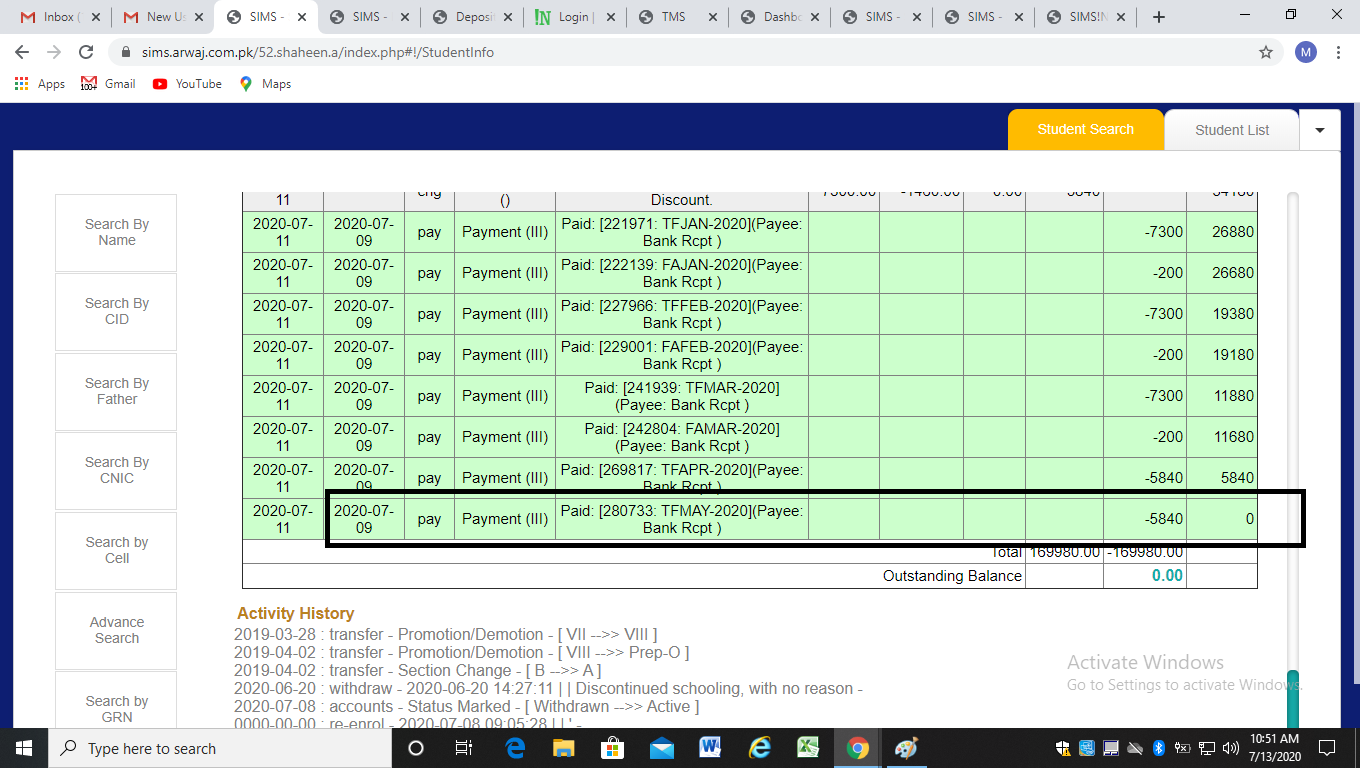 Inbox (
New Us
SIMS -
SIMS -
Deposi
Login |
TMS
Dashbo
SIMS -
SIMS -
SIMS!N
sims.arwaj.com.pk/52.shaheen.a/index.php#!/StudentInfo
M
Apps
100+
Gmail
YouTube
Maps
Student Search
Student List
Search By
Name
Search By
CID
Search By
Father
Search By
CNIC
Search by
Cell
Advance
Search
Search by
GRN
11 chg () Discount. 7300.00 -1460.00 0.00 5840 34180
2020-07- 2020-07- pay Payment (III) Paid: [221971: TFJAN-2020](Payee: -7300 26880
11 09 Bank Rcpt )
2020-07- 2020-07- pay Payment (III) Paid: [222139: FAJAN-2020](Payee: -200 26680
11 09 Bank Rcpt )
2020-07- 2020-07- pay Payment (III) Paid: [227966: TFFEB-2020](Payee: -7300 19380
11 09 Bank Rcpt )
2020-07- 2020-07- pay Payment (III) Paid: [229001: FAFEB-2020](Payee: -200 19180
11 09 Bank Rcpt )
2020-07- 2020-07- pay Payment (III) Paid: [241939: TFMAR-2020] -7300 11880
11 09 (Payee: Bank Rcpt )
2020-07- 2020-07- pay Payment (III) Paid: [242804: FAMAR-2020] -200 11680
11 09 (Payee: Bank Rcpt )
2020-07- 2020-07- pay Payment (III) Paid: [269817: TFAPR-2020](Payee: -5840 5840
11 09 Bank Rcpt )
2020-07- 2020-07- pay Payment (III) Paid: [280733: TFMAY-2020](Payee: -5840 0
11 09 Bank Rcpt )
Total 169980.00 -169980.00
Outstanding Balance 0.00
Activity History
2019-03-28 : transfer - Promotion/Demotion - [ VII -->> VIII ]
2019-04-02 : transfer - Promotion/Demotion - [ VIII -->> Prep-O ]
2019-04-02 : transfer - Section Change - [ B -->> A ]
2020-06-20 : withdraw - 2020-06-20 14:27:11 | | Discontinued schooling, with no reason -
2020-07-08 : accounts - Status Marked - [ Withdrawn -->> Active ]
0000-00-00 : re-enrol - 2020-07-08 09:05:28 | | ' -
Activate Windows
Go to Settings to activate Windows.
Type here to search
10:51 AM
7/13/2020